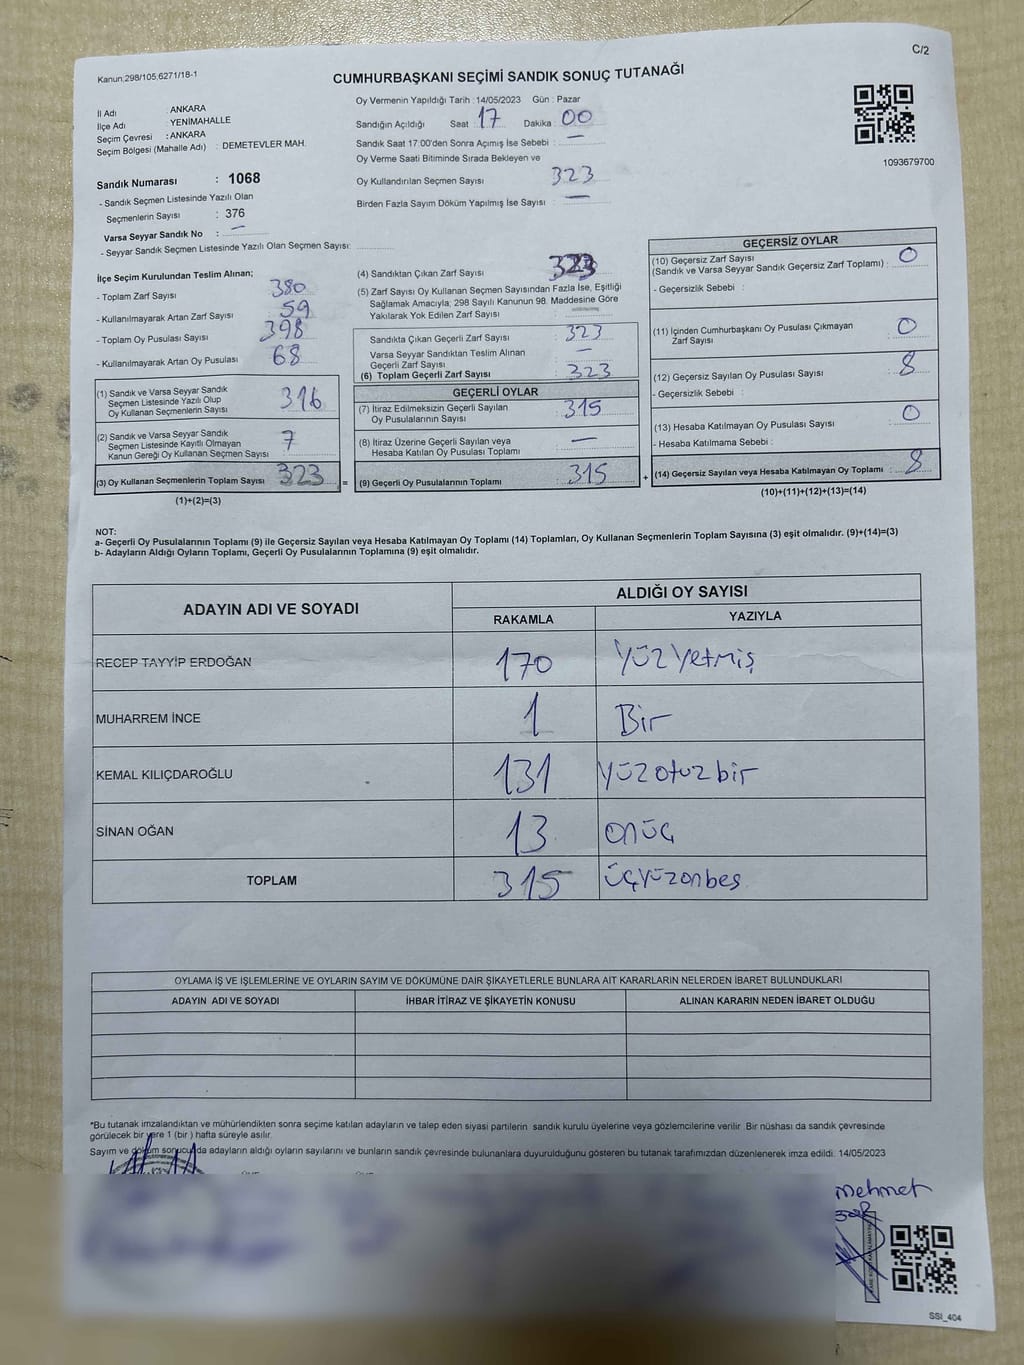 C/2
Kanun:298/105,6271/18-1
CUMHURBAŞKANI SEÇİMİ SANDIK SONUÇ TUTANAĞI
İl Adı : ANKARA
İlçe Adı : YENİMAHALLE
Seçim Çevresi : ANKARA
Seçim Bölgesi (Mahalle Adı) : DEMETEVLER MAH.
Sandık Numarası : 1068
- Sandık Seçmen Listesinde Yazılı Olan
Seçmenlerin Sayısı : 376
Varsa Seyyar Sandık No : —
- Seyyar Sandık Seçmen Listesinde Yazılı Olan Seçmen Sayısı:
Oy Vermenin Yapıldığı Tarih : 14/05/2023 Gün : Pazar
Sandığın Açıldığı Saat : 17 Dakika : 00
Sandık Saat 17:00'den Sonra Açımış İse Sebebi : —
Oy Verme Saati Bitiminde Sırada Bekleyen ve
Oy Kullandırılan Seçmen Sayısı 323
Birden Fazla Sayım Döküm Yapılmış İse Sayısı : —
1093679700
İlçe Seçim Kurulundan Teslim Alınan;
- Toplam Zarf Sayısı 380
- Kullanılmayarak Artan Zarf Sayısı 59
- Toplam Oy Pusulası Sayısı 398
- Kullanılmayarak Artan Oy Pusulası 68
(1) Sandık ve Varsa Seyyar Sandık
Seçmen Listesinde Yazılı Olup
Oy Kullanan Seçmenlerin Sayısı 316
(2) Sandık ve Varsa Seyyar Sandık
Seçmen Listesinde Kayıtlı Olmayan
Kanun Gereği Oy Kullanan Seçmen Sayısı 7
(3) Oy Kullanan Seçmenlerin Toplam Sayısı 323 =
(1)+(2)=(3)
(4) Sandıktan Çıkan Zarf Sayısı 323
(5) Zarf Sayısı Oy Kullanan Seçmen Sayısından Fazla İse, Eşitliği
Sağlamak Amacıyla; 298 Sayılı Kanunun 98. Maddesine Göre
Yakılarak Yok Edilen Zarf Sayısı :
Sandıkta Çıkan Geçerli Zarf Sayısı : 323
Varsa Seyyar Sandıktan Teslim Alınan
Geçerli Zarf Sayısı : —
(6) Toplam Geçerli Zarf Sayısı : 323
GEÇERLİ OYLAR
(7) İtiraz Edilmeksizin Geçerli Sayılan
Oy Pusulalarının Sayısı : 315
(8) İtiraz Üzerine Geçerli Sayılan veya
Hesaba Katılan Oy Pusulası Toplamı : —
(9) Geçerli Oy Pusulalarının Toplamı : 315 +
GEÇERSİZ OYLAR
(10) Geçersiz Zarf Sayısı
(Sandık ve Varsa Seyyar Sandık Geçersiz Zarf Toplamı) : 0
- Geçersizlik Sebebi :
(11) İçinden Cumhurbaşkanı Oy Pusulası Çıkmayan
Zarf Sayısı : 0
(12) Geçersiz Sayılan Oy Pusulası Sayısı : 8
- Geçersizlik Sebebi :
(13) Hesaba Katılmayan Oy Pusulası Sayısı : 0
- Hesaba Katılmama Sebebi :
(14) Geçersiz Sayılan veya Hesaba Katılmayan Oy Toplamı : 8
(10)+(11)+(12)+(13)=(14)
NOT:
a- Geçerli Oy Pusulalarının Toplamı (9) ile Geçersiz Sayılan veya Hesaba Katılmayan Oy Toplamı (14) Toplamları, Oy Kullanan Seçmenlerin Toplam Sayısına (3) eşit olmalıdır. (9)+(14)=(3)
b- Adayların Aldığı Oyların Toplamı, Geçerli Oy Pusulalarının Toplamına (9) eşit olmalıdır.
ADAYIN ADI VE SOYADI ALDIĞI OY SAYISI
RAKAMLA YAZIYLA
RECEP TAYYİP ERDOĞAN 170 Yüzyetmiş
MUHARREM İNCE 1 Bir
KEMAL KILIÇDAROĞLU 131 yüzotuzbir
SİNAN OĞAN 13 onüç
TOPLAM 315 üçyüzonbeş
OYLAMA İŞ VE İŞLEMLERİNE VE OYLARIN SAYIM VE DÖKÜMÜNE DAİR ŞİKAYETLERLE BUNLARA AİT KARARLARIN NELERDEN İBARET BULUNDUKLARI
ADAYIN ADI VE SOYADI İHBAR İTİRAZ VE ŞİKAYETİN KONUSU ALINAN KARARIN NEDEN İBARET OLDUĞU
*Bu tutanak imzalandıktan ve mühürlendikten sonra seçime katılan adayların ve talep eden siyasi partilerin sandık kurulu üyelerine veya gözlemcilerine verilir. Bir nüshası da sandık çevresinde
görülecek bir yere 1 (bir) hafta süreyle asılır.
Sayım ve döküm sonucunda adayların aldığı oyların sayılarını ve bunların sandık çevresinde bulunanlara duyurulduğunu gösteren bu tutanak tarafımızdan düzenlenerek imza edildi. 14/05/2023
mehmet
SSI_404